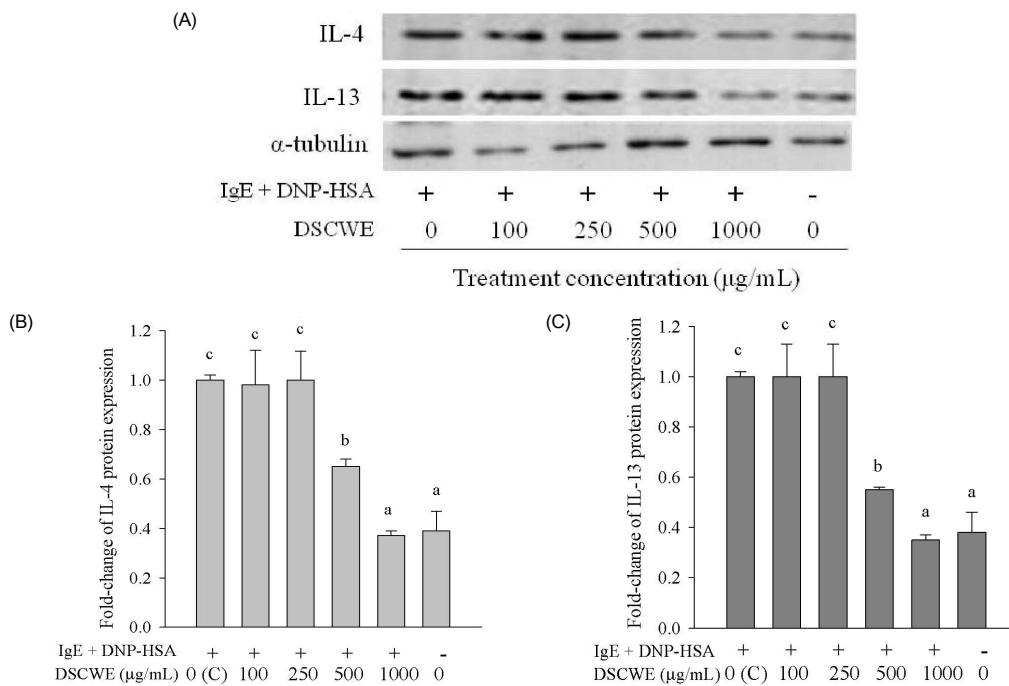 (A)
IL-4
IL-13
α-tubulin
IgE + DNP-HSA + + + + + -
DSCWE 0 100 250 500 1000 0
Treatment concentration (μg/mL)
(B)
Fold-change of IL-4 protein expression
1.2
1.0
0.8
0.6
0.4
0.2
0.0
c c c b a a
IgE + DNP-HSA + + + + + -
DSCWE (μg/mL) 0 (C) 100 250 500 1000 0
(C)
Fold-change of IL-13 protein expression
1.2
1.0
0.8
0.6
0.4
0.2
0.0
c c c b a a
IgE + DNP-HSA + + + + + -
DSCWE (μg/mL) 0 (C) 100 250 500 1000 0